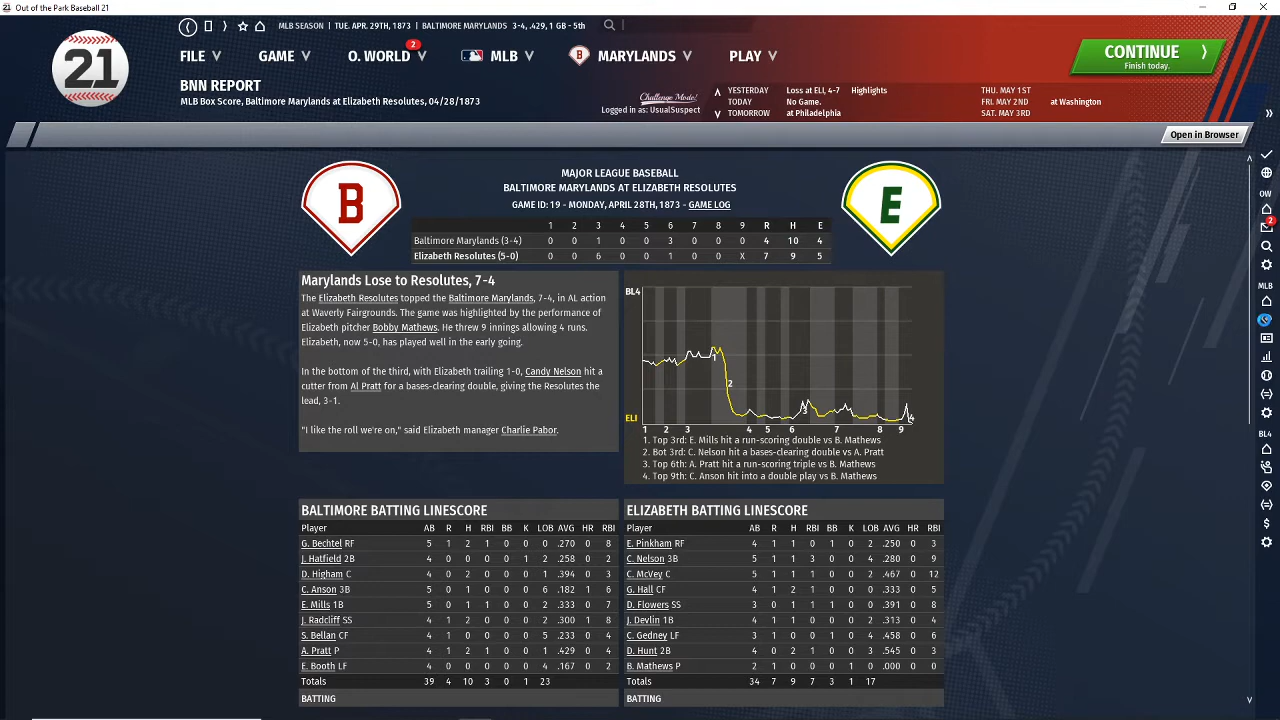 Out of the Park Baseball 21
MLB SEASON | TUE. APR. 29TH, 1873 | BALTIMORE MARYLANDS 3-4, .429, 1 GB - 5th
21
FILE GAME O. WORLD 2 MLB B MARYLANDS PLAY
CONTINUE
Finish today.
BNN REPORT
MLB Box Score, Baltimore Marylands at Elizabeth Resolutes, 04/28/1873
Challenge Mode!
Logged in as: UsualSuspect
YESTERDAY Loss at ELI, 4-7 Highlights THU. MAY 1ST
TODAY No Game. FRI. MAY 2ND at Washington
TOMORROW at Philadelphia SAT. MAY 3RD
Open in Browser
B
E
MAJOR LEAGUE BASEBALL
BALTIMORE MARYLANDS AT ELIZABETH RESOLUTES
GAME ID: 19 - MONDAY, APRIL 28TH, 1873 - GAME LOG
1 2 3 4 5 6 7 8 9 R H E
Baltimore Marylands (3-4) 0 0 1 0 0 3 0 0 0 4 10 4
Elizabeth Resolutes (5-0) 0 0 6 0 0 1 0 0 X 7 9 5
Marylands Lose to Resolutes, 7-4
The Elizabeth Resolutes topped the Baltimore Marylands, 7-4, in AL action
at Waverly Fairgrounds. The game was highlighted by the performance of
Elizabeth pitcher Bobby Mathews. He threw 9 innings allowing 4 runs.
Elizabeth, now 5-0, has played well in the early going.
In the bottom of the third, with Elizabeth trailing 1-0, Candy Nelson hit a
cutter from Al Pratt for a bases-clearing double, giving the Resolutes the
lead, 3-1.
"I like the roll we're on," said Elizabeth manager Charlie Pabor.
BL4
ELI
1
2
3
4
1 2 3 4 5 6 7 8 9
1. Top 3rd: E. Mills hit a run-scoring double vs B. Mathews
2. Bot 3rd: C. Nelson hit a bases-clearing double vs A. Pratt
3. Top 6th: A. Pratt hit a run-scoring triple vs B. Mathews
4. Top 9th: C. Anson hit into a double play vs B. Mathews
BALTIMORE BATTING LINESCORE
Player AB R H RBI BB K LOB AVG HR RBI
G. Bechtel RF 5 1 2 1 0 0 0 .270 0 8
J. Hatfield 2B 4 0 0 0 0 1 2 .258 0 2
D. Higham C 4 0 2 0 0 0 1 .394 0 3
C. Anson 3B 5 0 1 0 0 0 6 .182 1 6
E. Mills 1B 5 0 1 1 0 0 2 .333 0 7
J. Radcliff SS 4 1 2 0 0 0 2 .300 1 8
S. Bellan CF 4 1 0 0 0 0 5 .233 0 4
A. Pratt P 4 1 2 1 0 0 1 .429 0 4
E. Booth LF 4 0 0 0 0 0 4 .167 0 2
Totals 39 4 10 3 0 1 23
BATTING
ELIZABETH BATTING LINESCORE
Player AB R H RBI BB K LOB AVG HR RBI
E. Pinkham RF 4 1 1 0 1 0 2 .250 0 3
C. Nelson 3B 5 1 1 3 0 0 4 .280 0 9
C. McVey C 5 1 1 1 0 0 2 .467 0 12
G. Hall CF 4 1 2 1 0 0 0 .333 0 5
D. Flowers SS 3 0 1 1 1 0 0 .391 0 8
J. Devlin 1B 4 1 1 0 0 0 2 .313 0 4
C. Gedney LF 3 1 0 0 1 0 4 .458 0 6
D. Hunt 2B 4 0 2 1 0 0 3 .545 0 3
B. Mathews P 2 1 0 0 0 1 0 .000 0 0
Totals 34 7 9 7 3 1 17
BATTING
OW
2
MLB
BL4
$